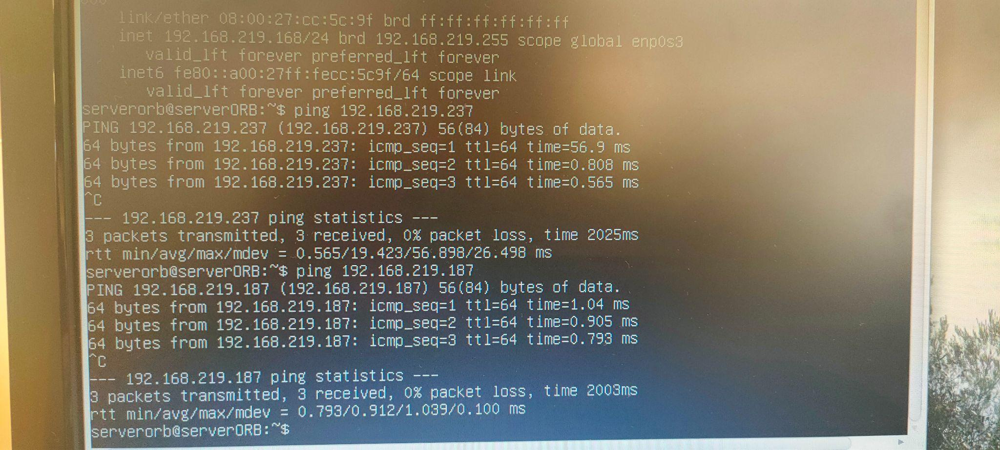 link/ether 08:00:27:cc:5c:9f brd ff:ff:ff:ff:ff:ff
inet 192.168.219.168/24 brd 192.168.219.255 scope global enp0s3
valid_lft forever preferred_lft forever
inet6 fe80::a00:27ff:fecc:5c9f/64 scope link
valid_lft forever preferred_lft forever
serverorb@serverORB:~$ ping 192.168.219.237
PING 192.168.219.237 (192.168.219.237) 56(84) bytes of data.
64 bytes from 192.168.219.237: icmp_seq=1 ttl=64 time=56.9 ms
64 bytes from 192.168.219.237: icmp_seq=2 ttl=64 time=0.808 ms
64 bytes from 192.168.219.237: icmp_seq=3 ttl=64 time=0.565 ms
^C
--- 192.168.219.237 ping statistics ---
3 packets transmitted, 3 received, 0% packet loss, time 2025ms
rtt min/avg/max/mdev = 0.565/19.423/56.898/26.498 ms
serverorb@serverORB:~$ ping 192.168.219.187
PING 192.168.219.187 (192.168.219.187) 56(84) bytes of data.
64 bytes from 192.168.219.187: icmp_seq=1 ttl=64 time=1.04 ms
64 bytes from 192.168.219.187: icmp_seq=2 ttl=64 time=0.905 ms
64 bytes from 192.168.219.187: icmp_seq=3 ttl=64 time=0.793 ms
^C
--- 192.168.219.187 ping statistics ---
3 packets transmitted, 3 received, 0% packet loss, time 2003ms
rtt min/avg/max/mdev = 0.793/0.912/1.039/0.100 ms
serverorb@serverORB:~$